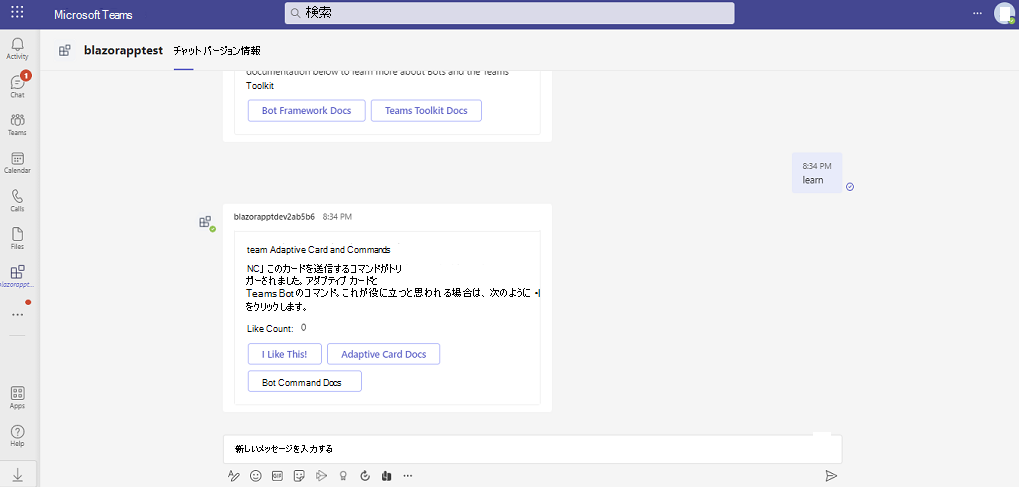 Microsoft Teams
検索
Activity
1
Chat
Teams
Calendar
Calls
Files
blazorappt...
Apps
Help
blazorapptest チャット バージョン情報
documentation below to learn more about Bots and the Teams
Toolkit
Bot Framework Docs
Teams Toolkit Docs
8:34 PM
learn
blazorapptdev2ab5b6 8:34 PM
team Adaptive Card and Commands
NC」このカードを送信するコマンドがトリ
ガーされました。アダプティブ カードと
Teams Bot のコマンド。これが役に立つと思われる場合は、次のように
をクリックします。
Like Count: 0
I Like This!
Adaptive Card Docs
Bot Command Docs
新しいメッセージを入力する
GIF